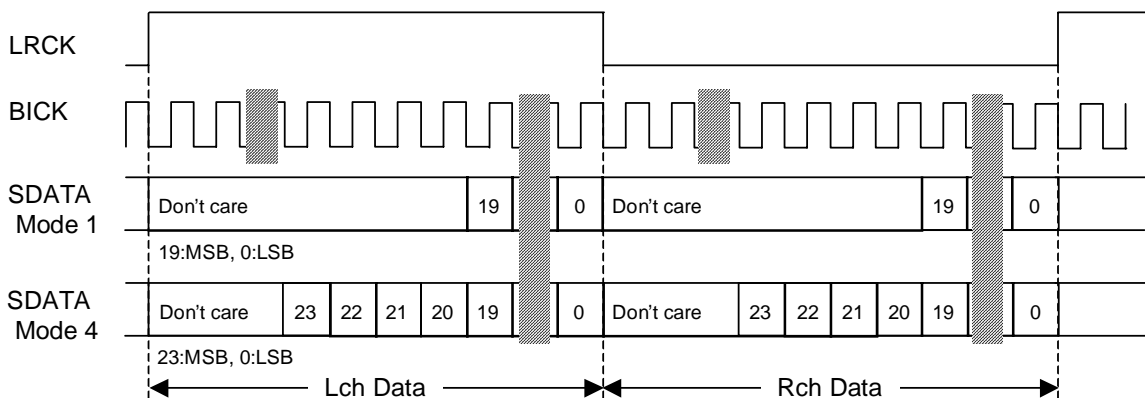 LRCK
BICK
SDATA
Mode 1
Don't care 19 0 Don't care 19 0
19:MSB, 0:LSB
SDATA
Mode 4
Don't care 23 22 21 20 19 0 Don't care 23 22 21 20 19 0
23:MSB, 0:LSB
Lch Data Rch Data